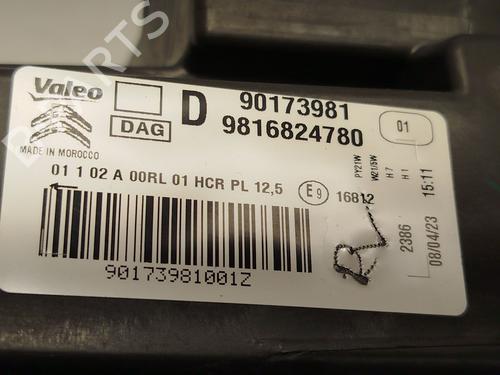 PARTS
Valeo
DAG
MADE IN MOROCCO
D
90173981
9816824780
01
01 1 02 A 00RL 01 HCR PL 12,5
E9 16812
PY21W
W21/5W
H7
H1
2386
08/04/23 15:11
90173981001Z